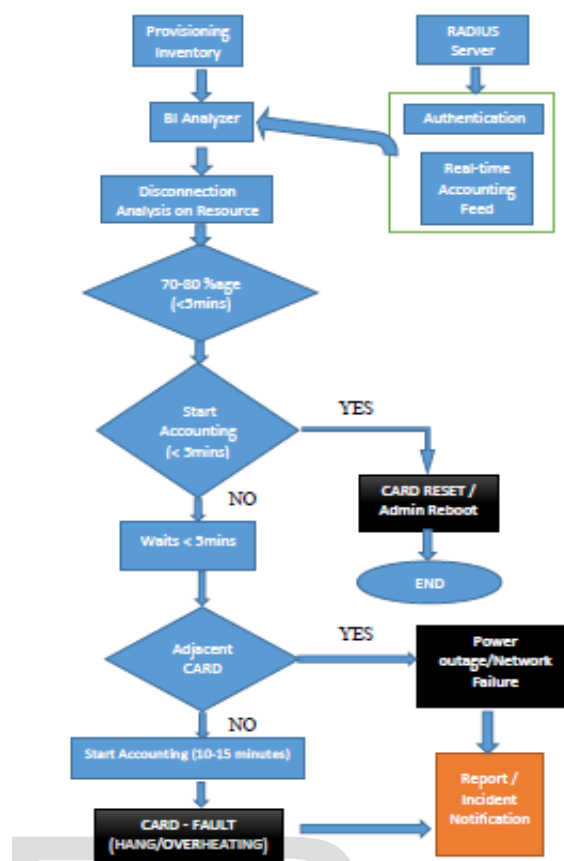 Provisioning
Inventory
RADIUS
Server
BI Analyzer
Authentication
Real-time
Accounting
Feed
Disconnection
Analysis on Resource
70-80 %age
(<5mins)
Start
Accounting
(< 5mins)
YES
NO
CARD RESET /
Admin Reboot
Waits < 5mins
END
Adjacent
CARD
YES
Power
outage/Network
Failure
NO
Start Accounting (10-15 minutes)
Report /
Incident
Notification
CARD - FAULT
(HANG/OVERHEATING)